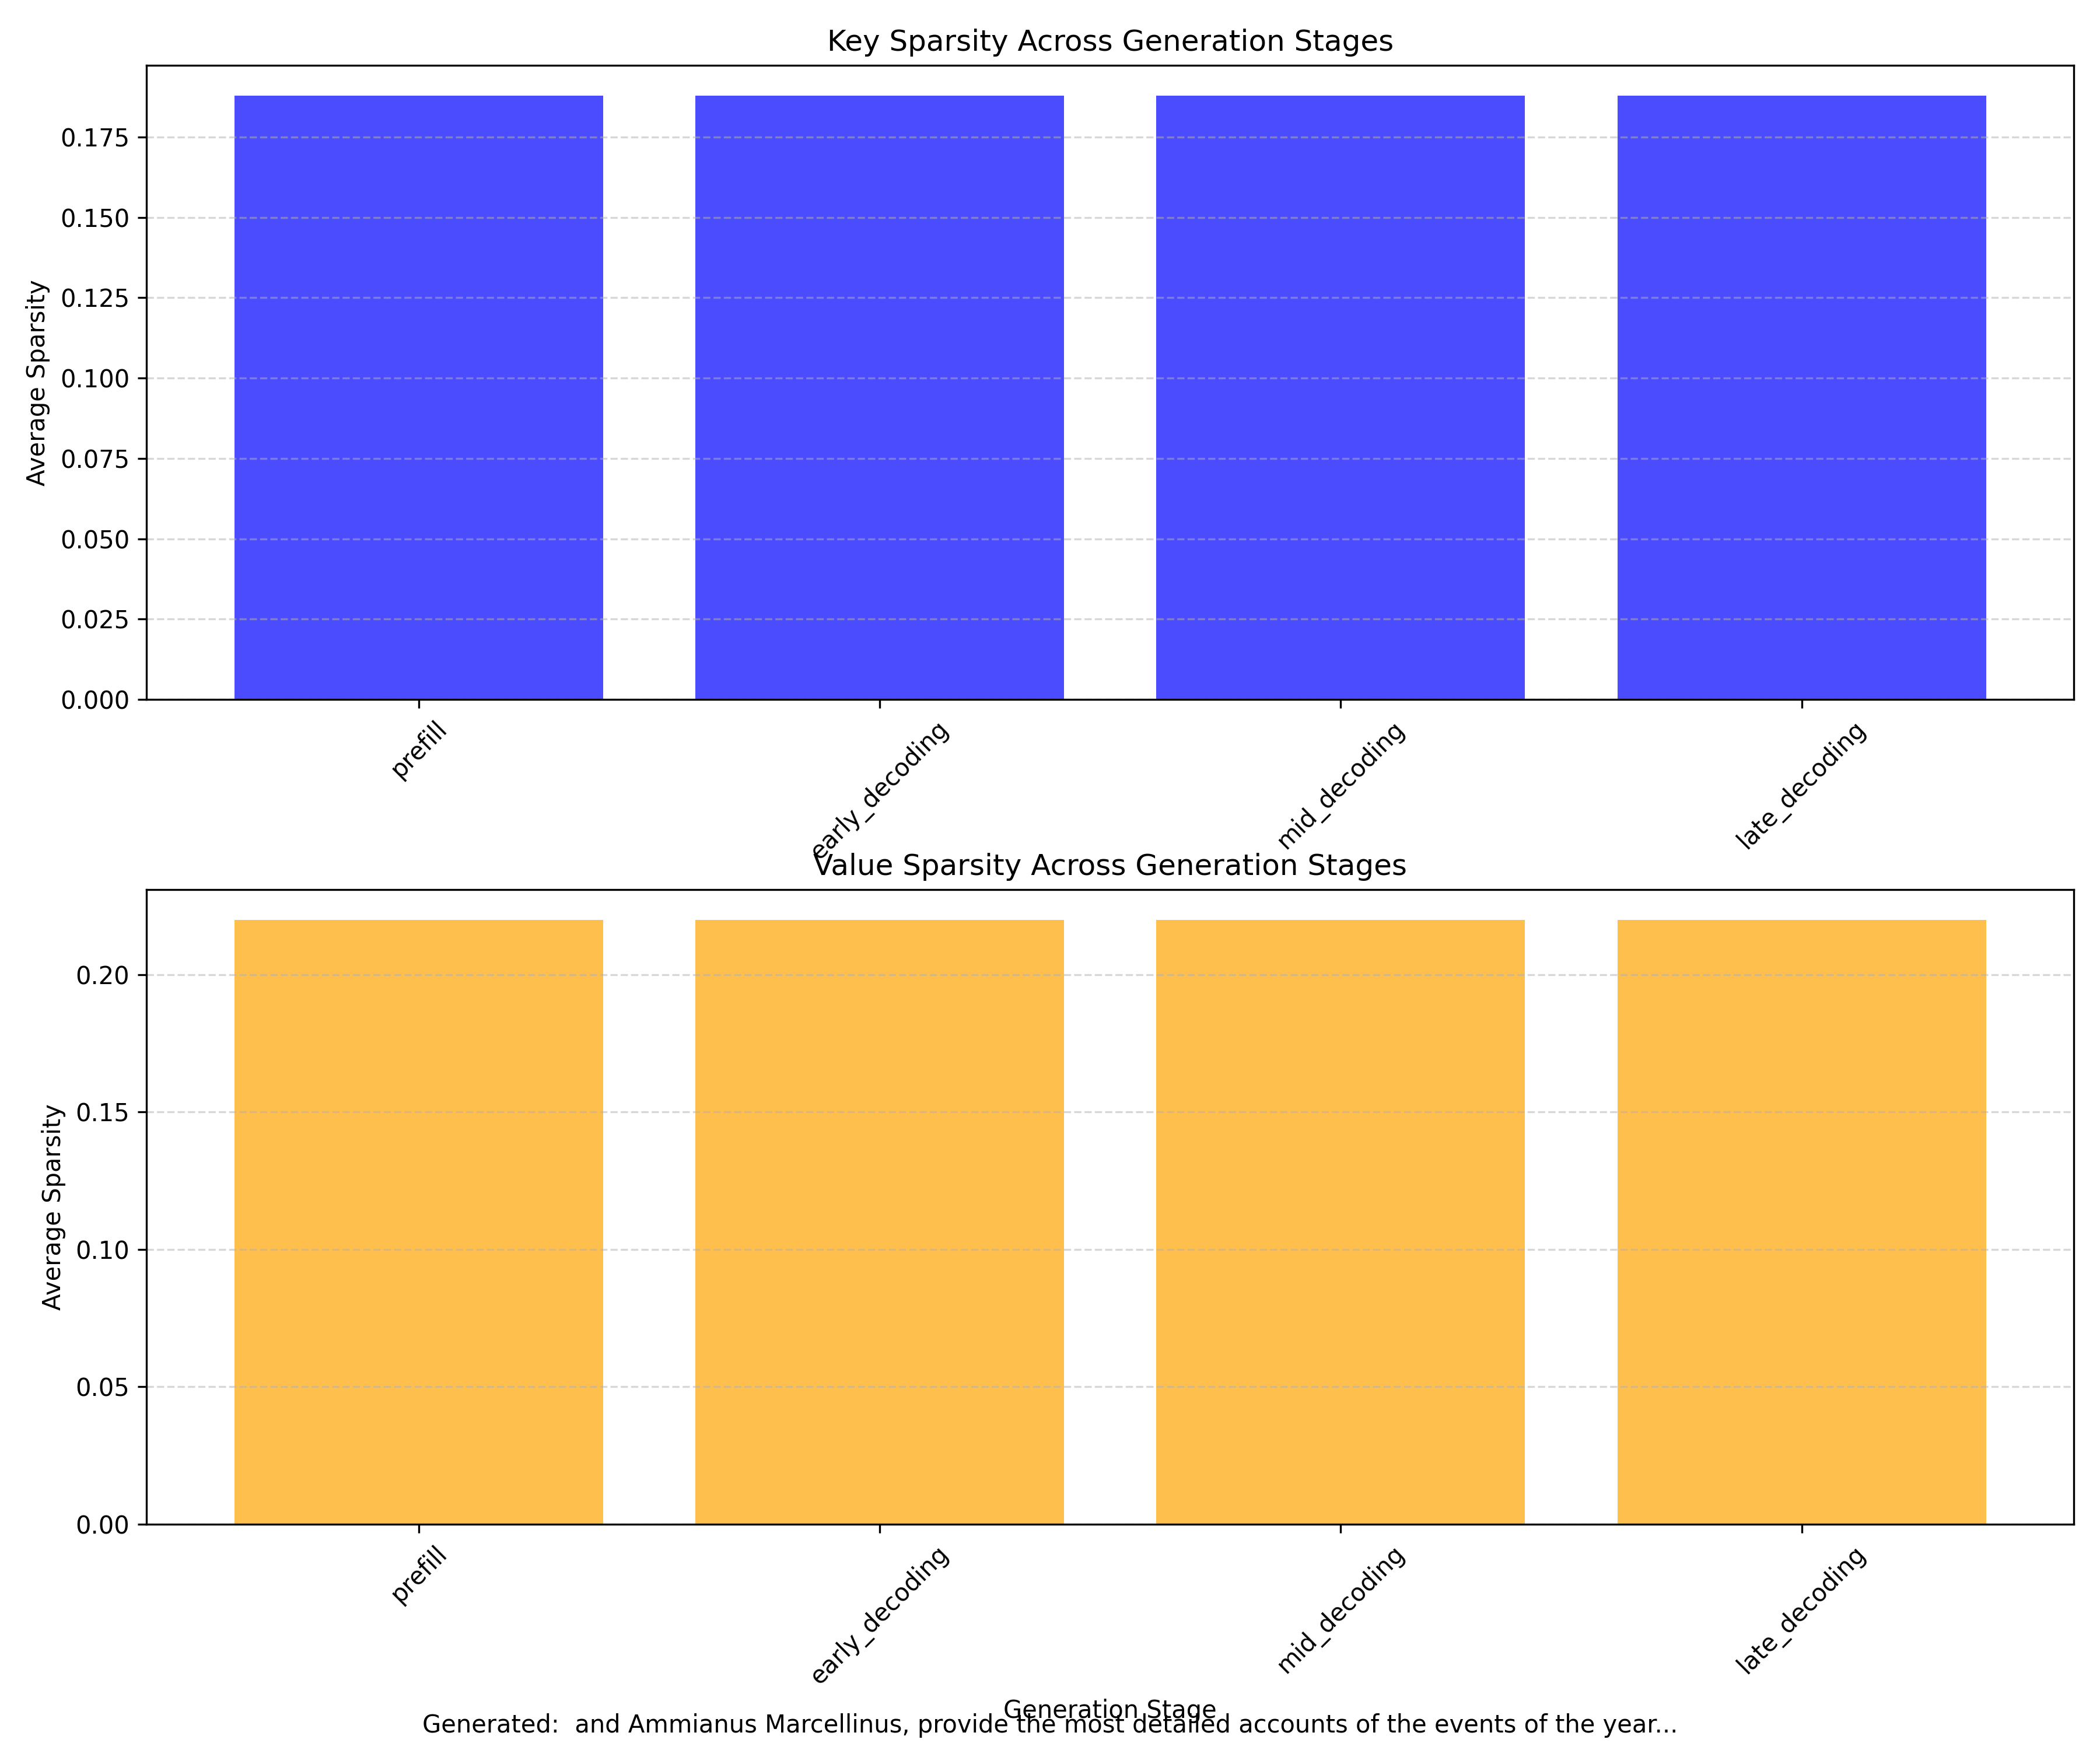 Key Sparsity Across Generation Stages
Average Sparsity
0.175
0.150
0.125
0.100
0.075
0.050
0.025
0.000
prefill
early_decoding
mid_decoding
late_decoding
Value Sparsity Across Generation Stages
Average Sparsity
0.20
0.15
0.10
0.05
0.00
prefill
early_decoding
mid_decoding
late_decoding
Generation Stage
Generated:  and Ammianus Marcellinus, provide the most detailed accounts of the events of the year...